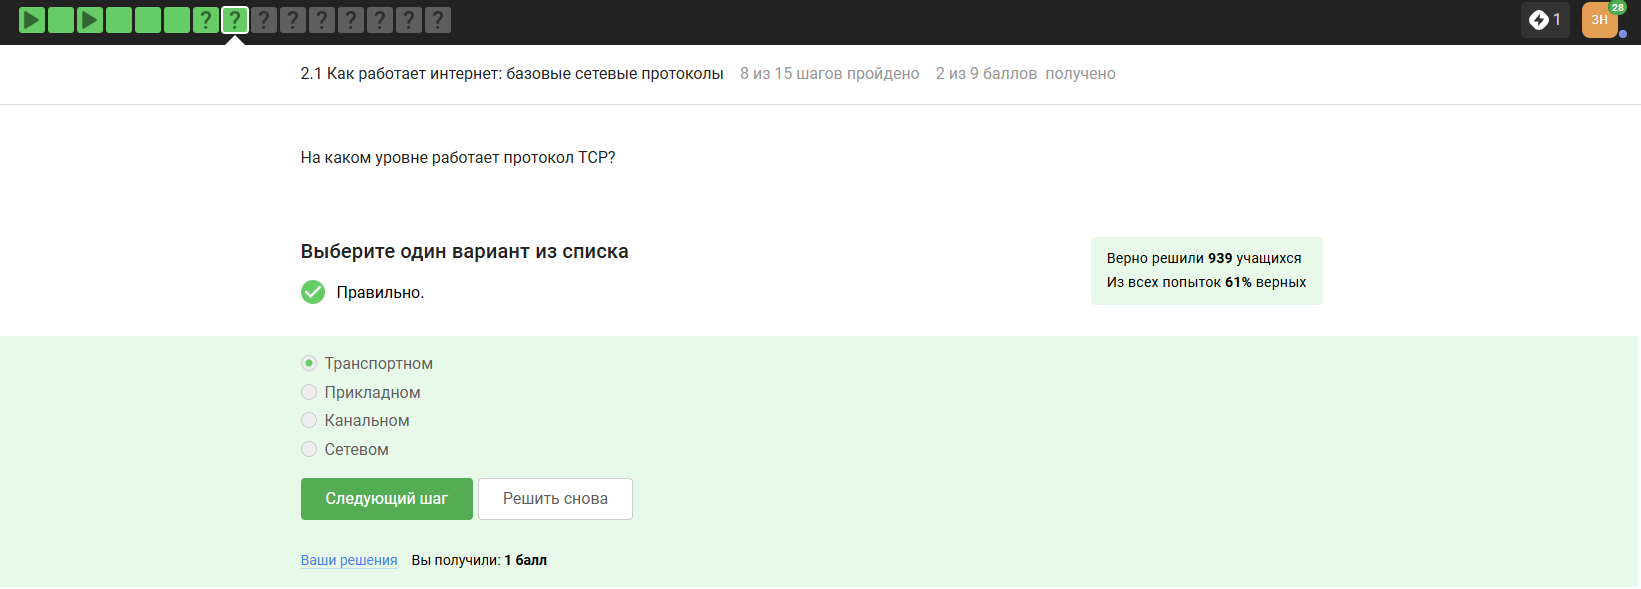 ? ? ? ? ? ? ? ? ? 1 ЗН 28
2.1 Как работает интернет: базовые сетевые протоколы 8 из 15 шагов пройдено 2 из 9 баллов получено
На каком уровне работает протокол TCP?
Выберите один вариант из списка
Правильно.
Верно решили 939 учащихся
Из всех попыток 61% верных
Транспортном
Прикладном
Канальном
Сетевом
Следующий шаг Решить снова
Ваши решения Вы получили: 1 балл